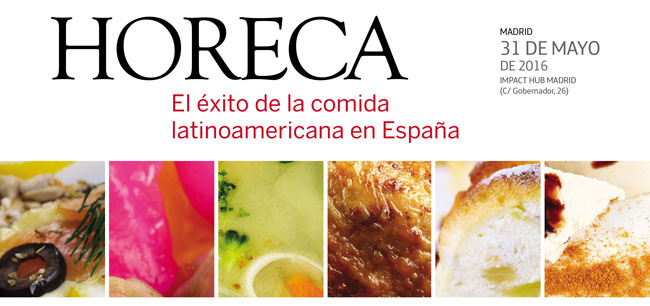 HORECA
El éxito de la comida
latinoamericana en España
MADRID
31 DE MAYO
DE 2016
IMPACT HUB MADRID
(C/ Gobernador, 26)